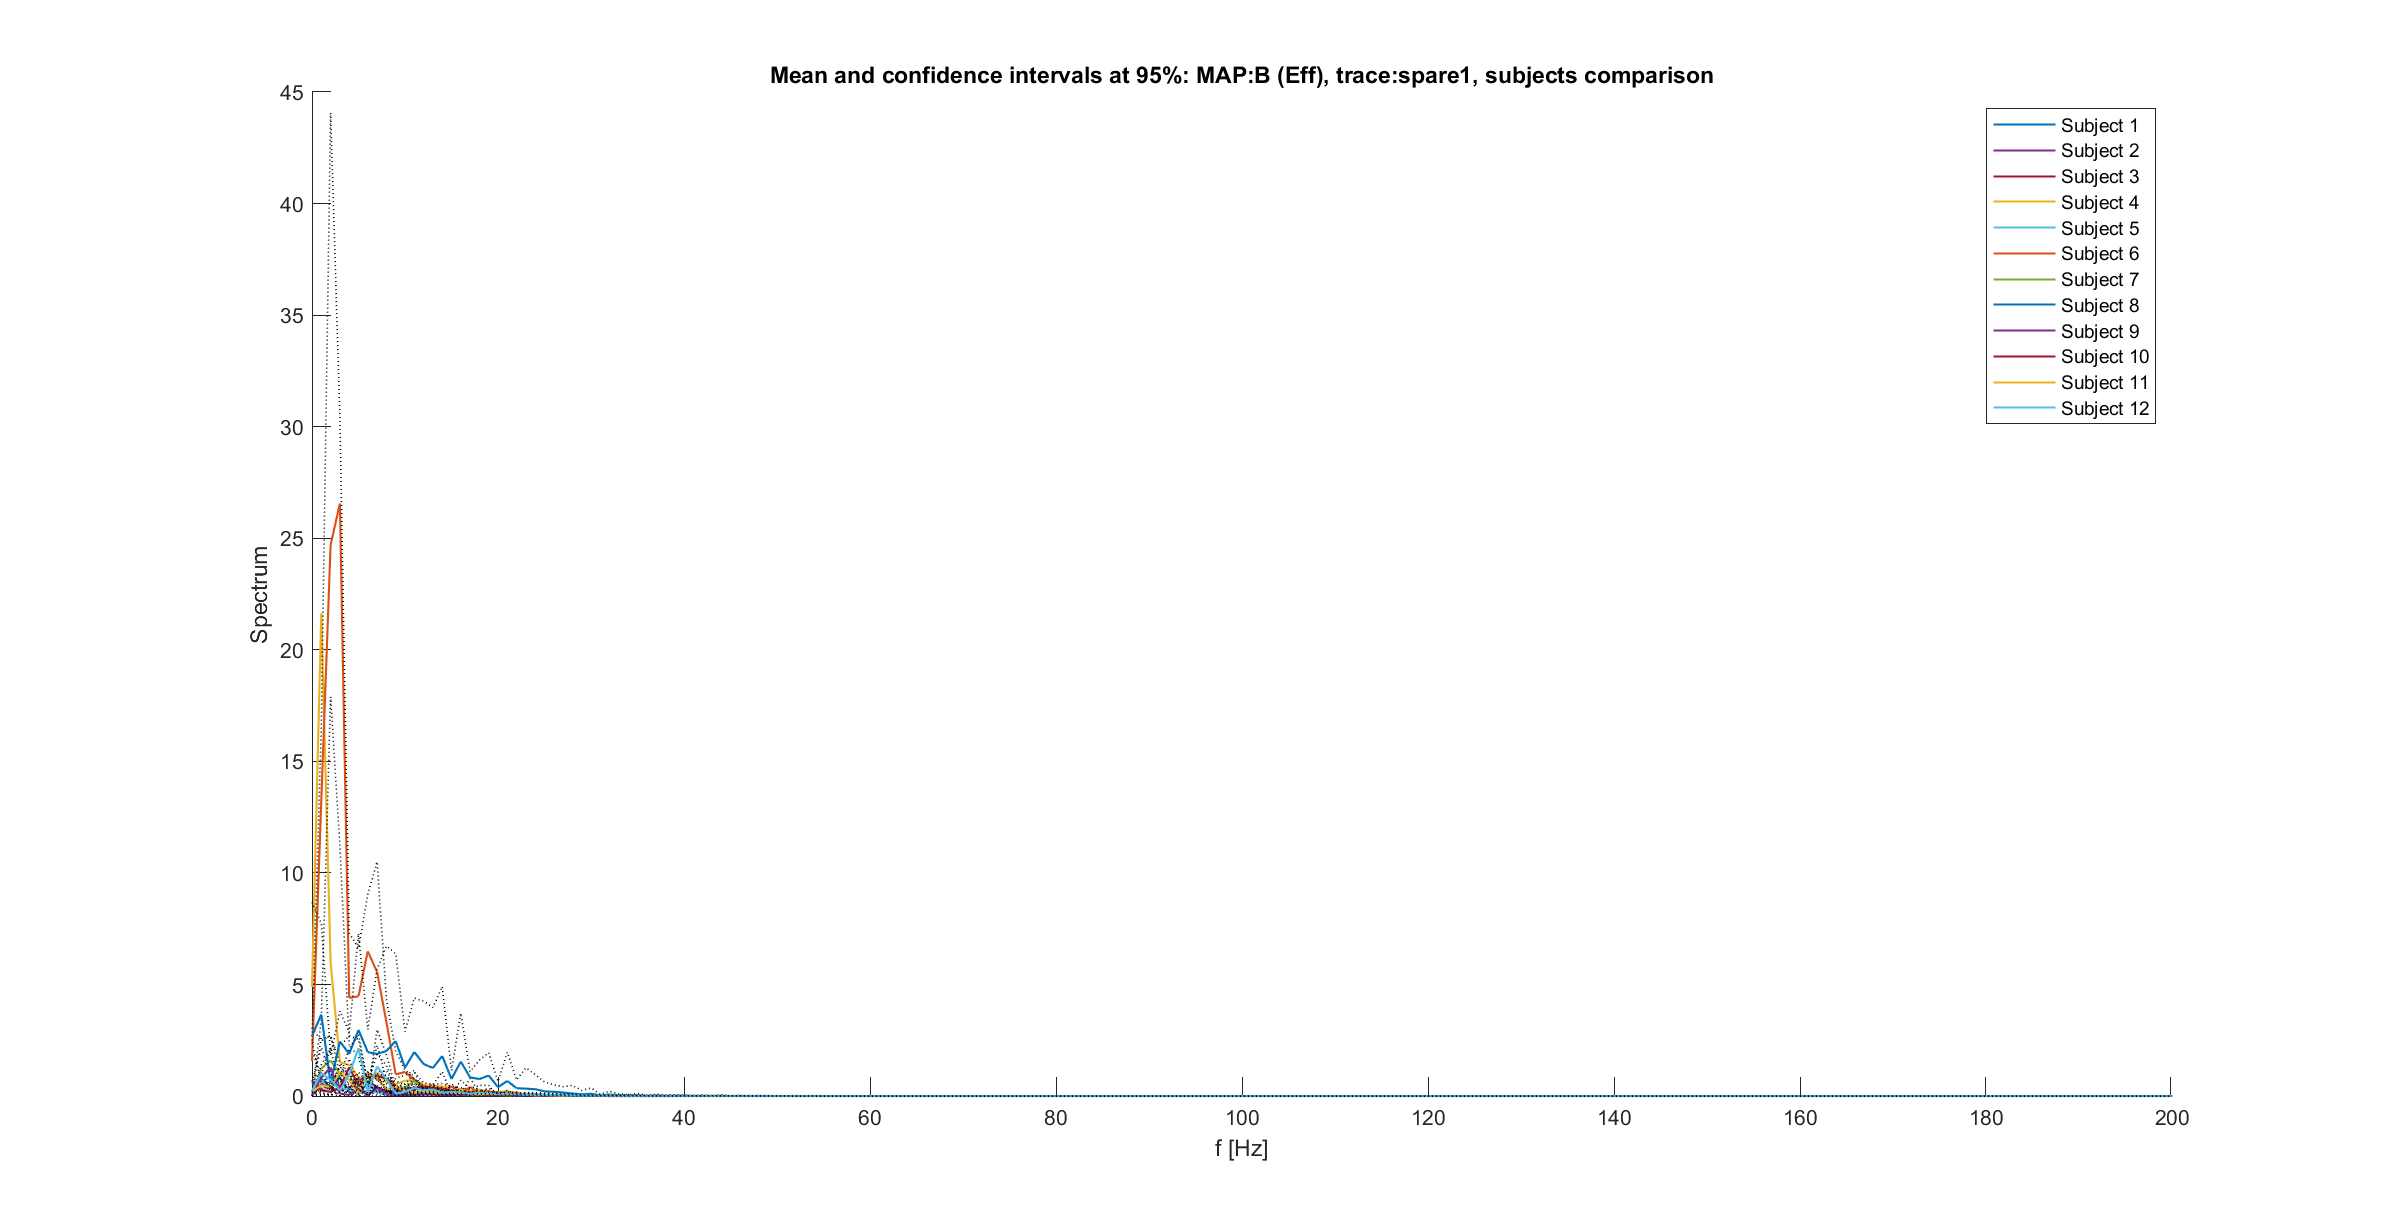 Mean and confidence intervals at 95%: MAP:B (Eff), trace:spare1, subjects comparison
45
40
35
30
25
20
15
10
5
0
Spectrum
0 20 40 60 80 100 120 140 160 180 200
f [Hz]
Subject 1
Subject 2
Subject 3
Subject 4
Subject 5
Subject 6
Subject 7
Subject 8
Subject 9
Subject 10
Subject 11
Subject 12